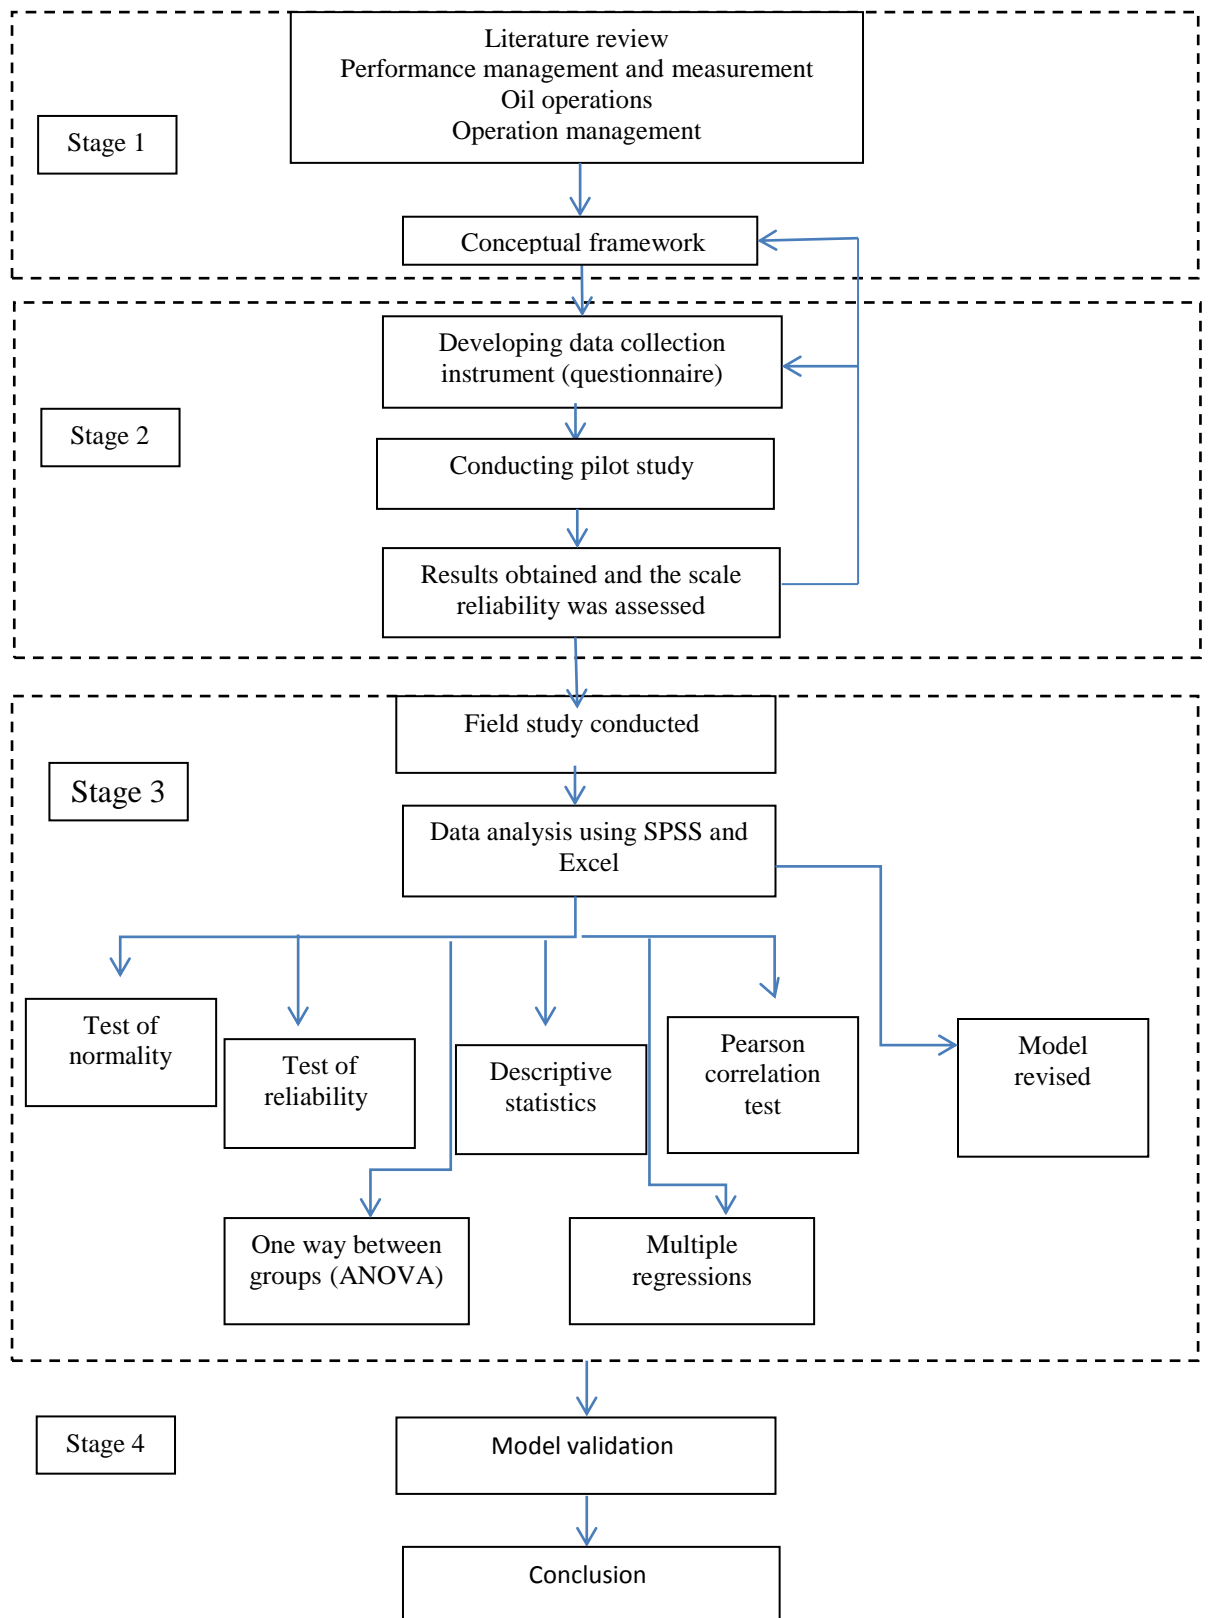 Literature review
Performance management and measurement
Oil operations
Operation management
Stage 1
Conceptual framework
Developing data collection
instrument (questionnaire)
Stage 2
Conducting pilot study
Results obtained and the scale
reliability was assessed
Field study conducted
Stage 3
Data analysis using SPSS and
Excel
Test of
normality
Test of
reliability
Descriptive
statistics
Pearson
correlation
test
Model
revised
One way between
groups (ANOVA)
Multiple
regressions
Stage 4
Model validation
Conclusion